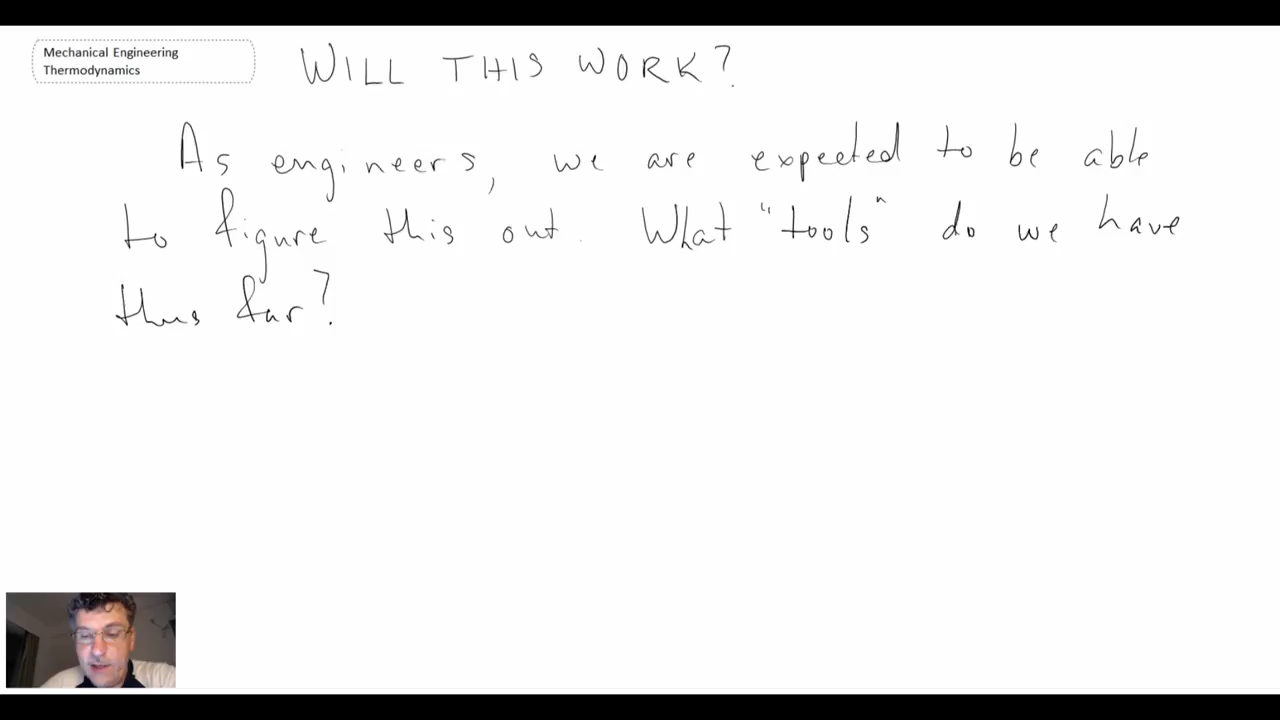 Mechanical Engineering
Thermodynamics
WILL THIS WORK?
As engineers, we are expected to be able
to figure this out. What "tools" do we have
thus far?